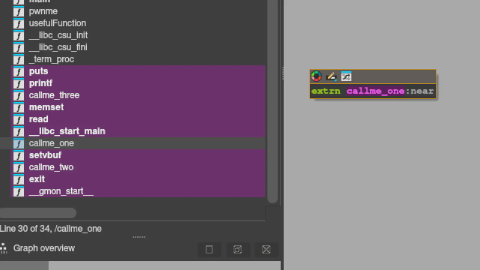 main
pwnme
usefulFunction
__libc_csu_init
__libc_csu_fini
_term_proc
puts
printf
callme_three
memset
read
__libc_start_main
callme_one
setvbuf
callme_two
exit
__gmon_start__
Line 30 of 34, /callme_one
Graph overview
extrn callme_one:near